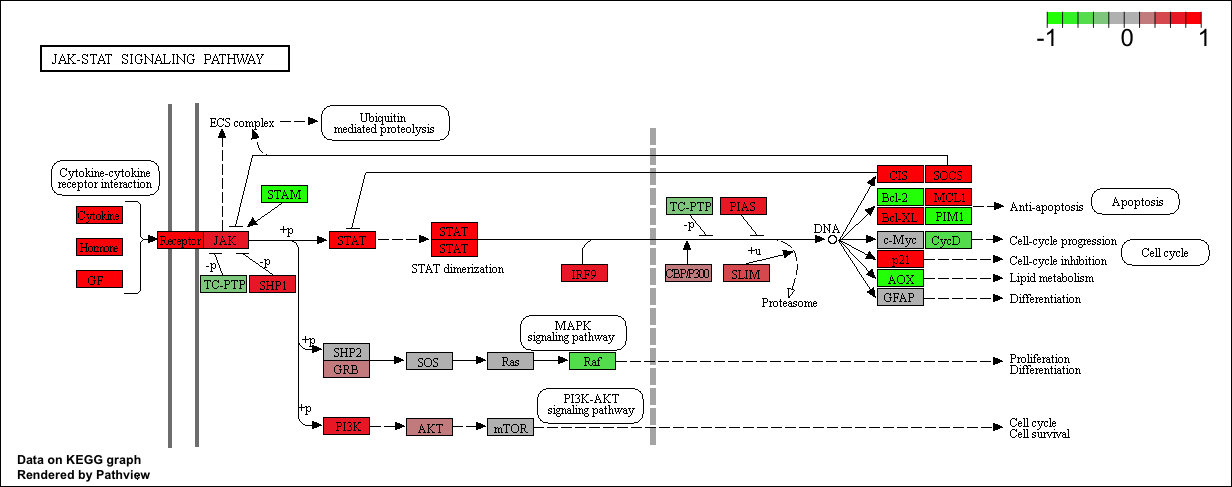 -1 0 1
JAK-STAT SIGNALING PATHWAY
ECS complex
Ubiquitin
mediated proteolysis
Cytokine-cytokine
receptor interaction
STAM
Cytokine
Hormone
GF
Receptor
JAK
+p
STAT
STAT
STAT
STAT dimerization
-p
-p
TC-PTP
SHP1
IRF9
TC-PTP
PIAS
-p
+u
CBP/P300
SLIM
Proteasome
DNA
CIS
SOCS
Bcl-2
MCL1
Bcl-XL
PIM1
c-Myc
CycD
p21
AOX
GFAP
Anti-apoptosis
Apoptosis
Cell-cycle progression
Cell-cycle inhibition
Cell cycle
Lipid metabolism
Differentiation
MAPK
signaling pathway
+p
SHP2
GRB
SOS
Ras
Raf
Proliferation
Differentiation
PI3K-AKT
signaling pathway
+p
PI3K
AKT
mTOR
Cell cycle
Cell survival
Data on KEGG graph
Rendered by Pathview